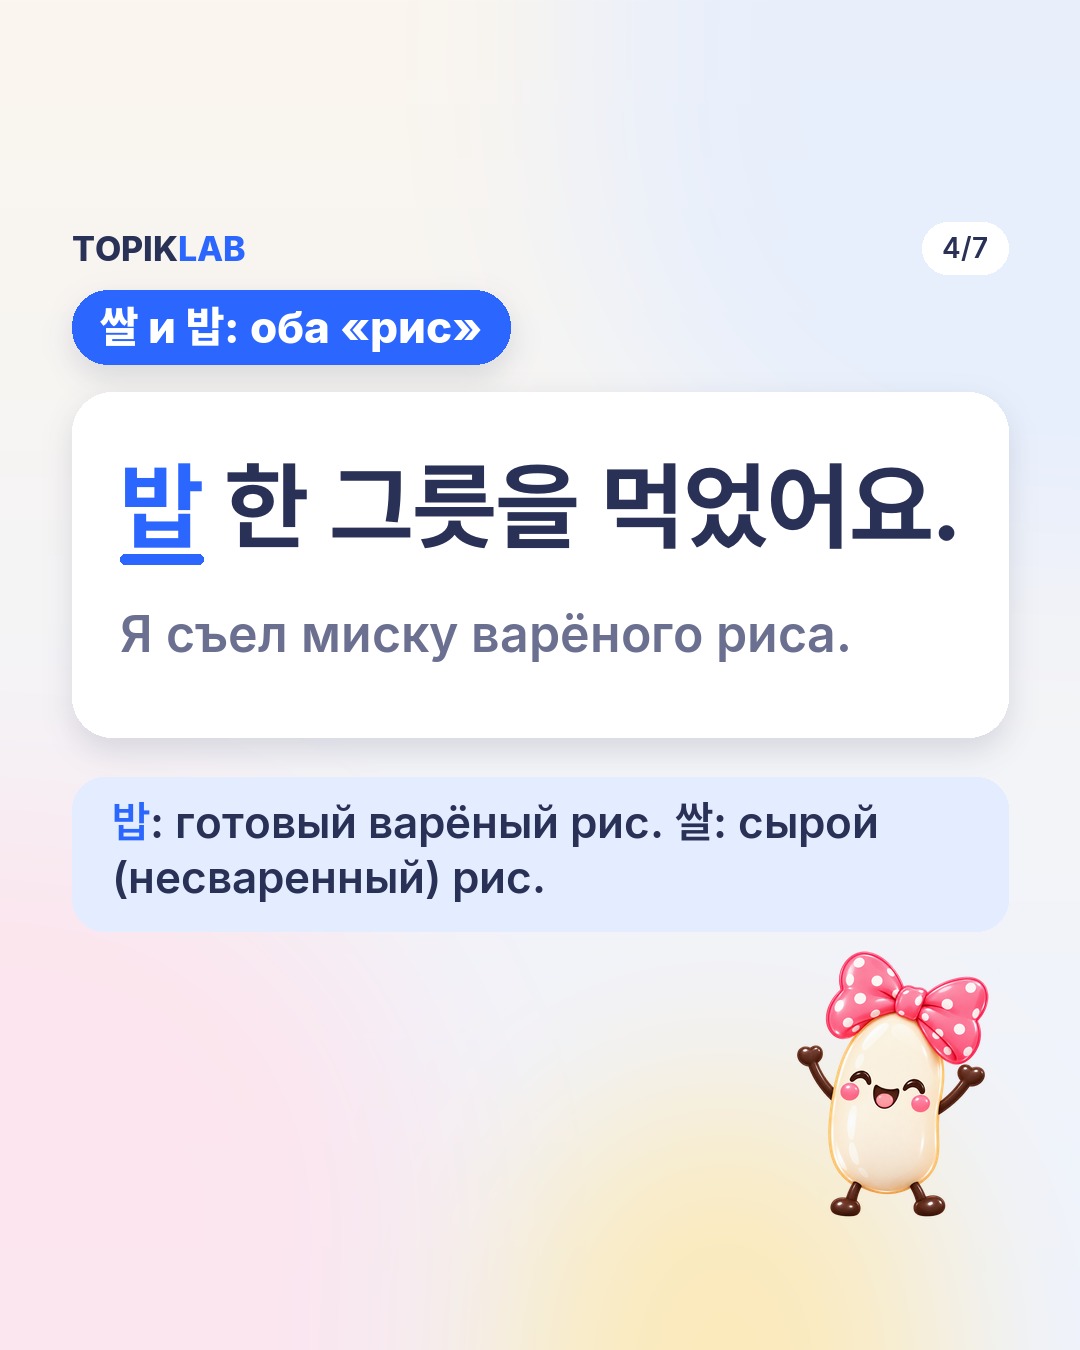 TOPIKLAB
4/7
쌀 и 밥: оба «рис»
밥 한 그릇을 먹었어요.
Я съел миску варёного риса.
밥: готовый варёный рис. 쌀: сырой
(несваренный) рис.